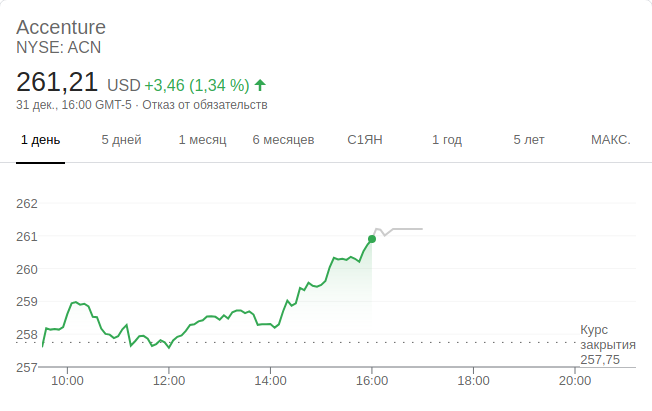 Accenture
NYSE: ACN
261,21 USD +3,46 (1,34 %)
31 дек., 16:00 GMT-5 · Отказ от обязательств
1 день 5 дней 1 месяц 6 месяцев С1ЯН 1 год 5 лет МАКС.
262
261
260
259
258
257
Курс
закрытия
257,75
10:00 12:00 14:00 16:00 18:00 20:00